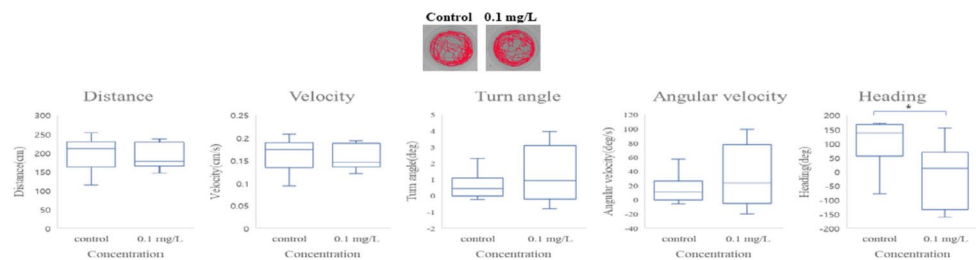 Control 0.1 mg/L
Distance
300
250
200
150
100
50
0
Distance(cm)
control 0.1 mg/L
Concentration
Velocity
0.25
0.2
0.15
0.1
0.05
0
Velocity(cm/s)
control 0.1 mg/L
Concentration
Turn angle
5
4
3
2
1
0
-1
-2
Turn angle(deg)
control 0.1 mg/L
Concentration
Angular velocity
120
100
80
60
40
20
0
-20
-40
Angular velocity(deg/s)
control 0.1 mg/L
Concentration
Heading
*
200
150
100
50
0
-50
-100
-150
-200
Heading(deg)
control 0.1 mg/L
Concentration